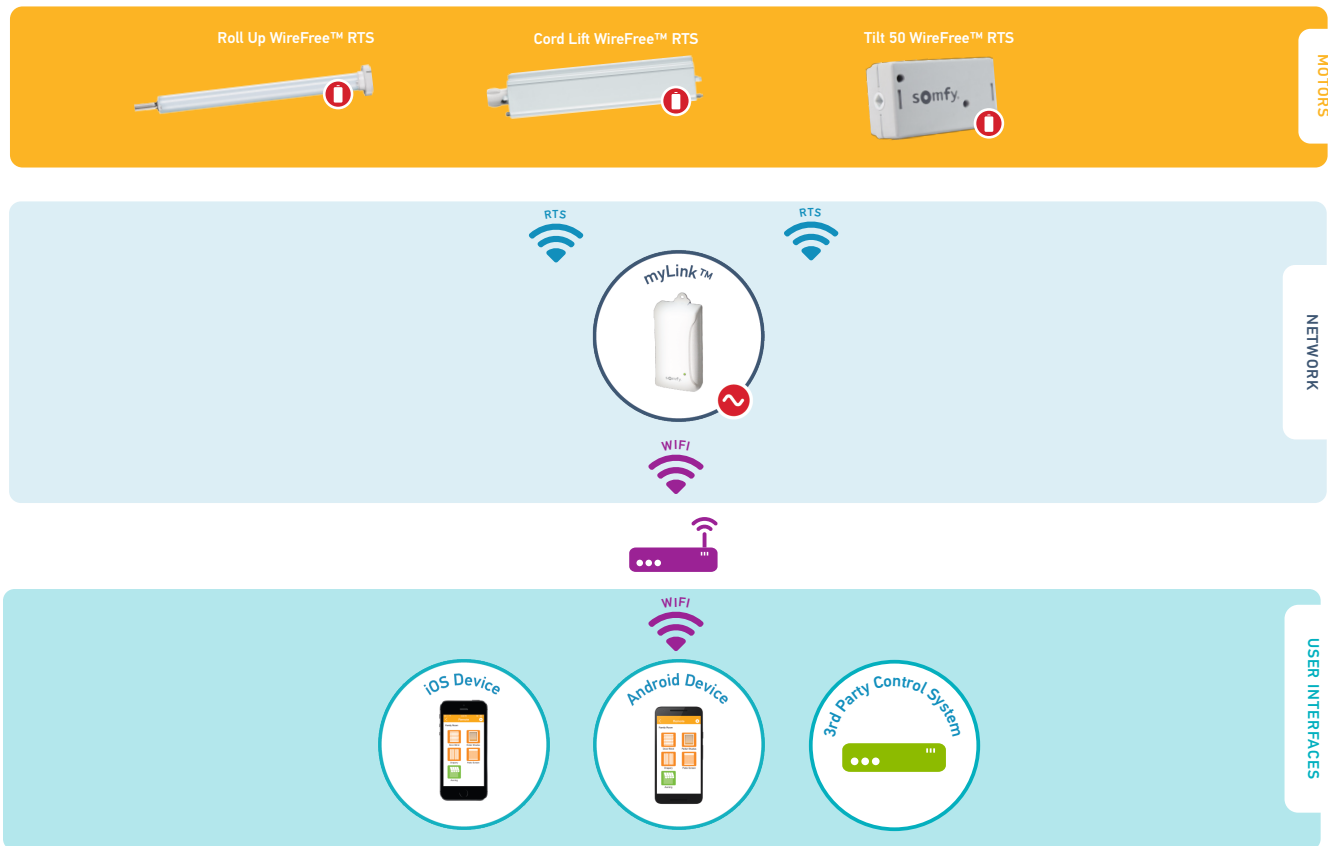 Roll Up WireFree™ RTS
Cord Lift WireFree™ RTS
Tilt 50 WireFree™ RTS
somfy.
MOTORS
RTS
RTS
myLink™
somfy.
NETWORK
WIFI
WIFI
iOS Device
Android Device
3rd Party Control System
USER INTERFACES